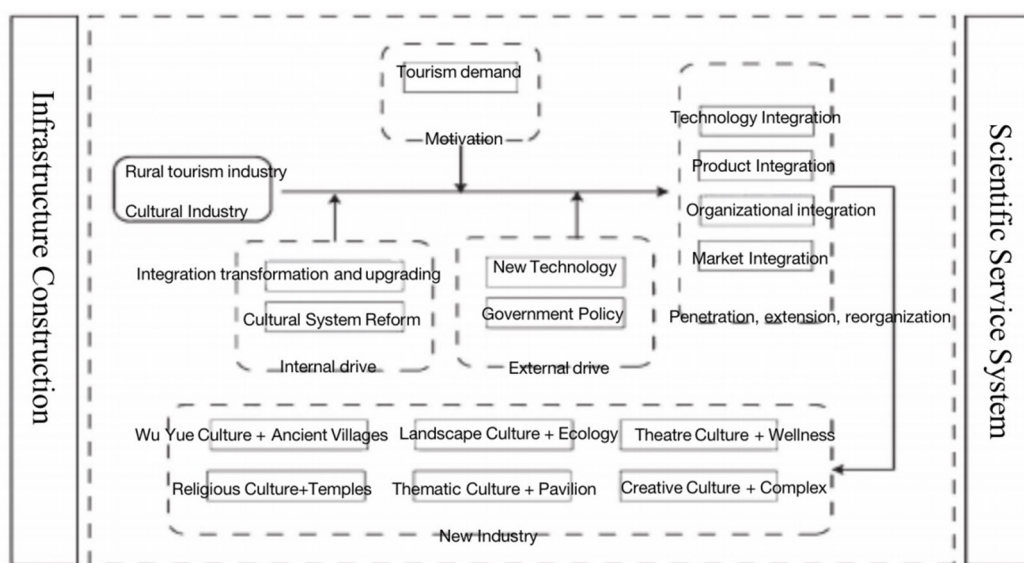 Infrastructure Construction
Tourism demand
Motivation
Rural tourism industry
Cultural Industry
Integration transformation and upgrading
Cultural System Reform
Internal drive
New Technology
Government Policy
External drive
Technology Integration
Product Integration
Organizational integration
Market Integration
Penetration, extension, reorganization
Wu Yue Culture + Ancient Villages
Landscape Culture + Ecology
Theatre Culture + Wellness
Religious Culture+Temples
Thematic Culture + Pavilion
Creative Culture + Complex
New Industry
Scientific Service System